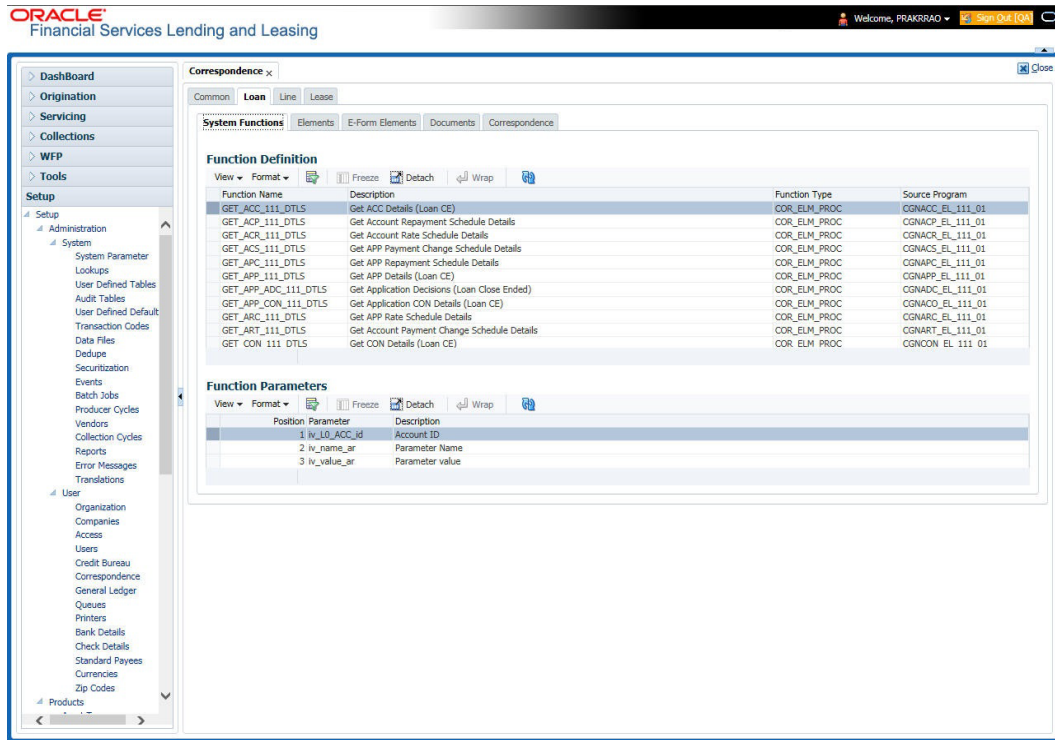 ORACLE
Financial Services Lending and Leasing
Welcome, PRAKRRAO
Sign Out [QA]
Close
DashBoard
Origination
Servicing
Collections
WFP
Tools
Setup
Setup
Administration
System
System Parameter
Lookups
User Defined Tables
Audit Tables
User Defined Default
Transaction Codes
Data Files
Dedupe
Securitization
Events
Batch Jobs
Producer Cycles
Vendors
Collection Cycles
Reports
Error Messages
Translations
User
Organization
Companies
Access
Users
Credit Bureau
Correspondence
General Ledger
Queues
Printers
Bank Details
Check Details
Standard Payees
Currencies
Zip Codes
Products
Correspondence x
Common Loan Line Lease
System Functions Elements E-Form Elements Documents Correspondence
Function Definition
View Format Freeze Detach Wrap
Function Name Description Function Type Source Program
GET_ACC_111_DTLS Get ACC Details (Loan CE) COR_ELM_PROC CGNACC_EL_111_01
GET_ACP_111_DTLS Get Account Repayment Schedule Details COR_ELM_PROC CGNACP_EL_111_01
GET_ACR_111_DTLS Get Account Rate Schedule Details COR_ELM_PROC CGNACR_EL_111_01
GET_ACS_111_DTLS Get APP Payment Change Schedule Details COR_ELM_PROC CGNACS_EL_111_01
GET_APC_111_DTLS Get APP Repayment Schedule Details COR_ELM_PROC CGNAPC_EL_111_01
GET_APP_111_DTLS Get APP Details (Loan CE) COR_ELM_PROC CGNAPP_EL_111_01
GET_APP_ADC_111_DTLS Get Application Decisions (Loan Close Ended) COR_ELM_PROC CGNADC_EL_111_01
GET_APP_CON_111_DTLS Get Application CON Details (Loan CE) COR_ELM_PROC CGNACO_EL_111_01
GET_ARC_111_DTLS Get APP Rate Schedule Details COR_ELM_PROC CGNARC_EL_111_01
GET_ART_111_DTLS Get Account Payment Change Schedule Details COR_ELM_PROC CGNART_EL_111_01
GET_CON_111_DTLS Get CON Details (Loan CE) COR_ELM_PROC CGNCON_EL_111_01
Function Parameters
View Format Freeze Detach Wrap
Position Parameter Description
1 iv_L0_ACC_id Account ID
2 iv_name_ar Parameter Name
3 iv_value_ar Parameter value